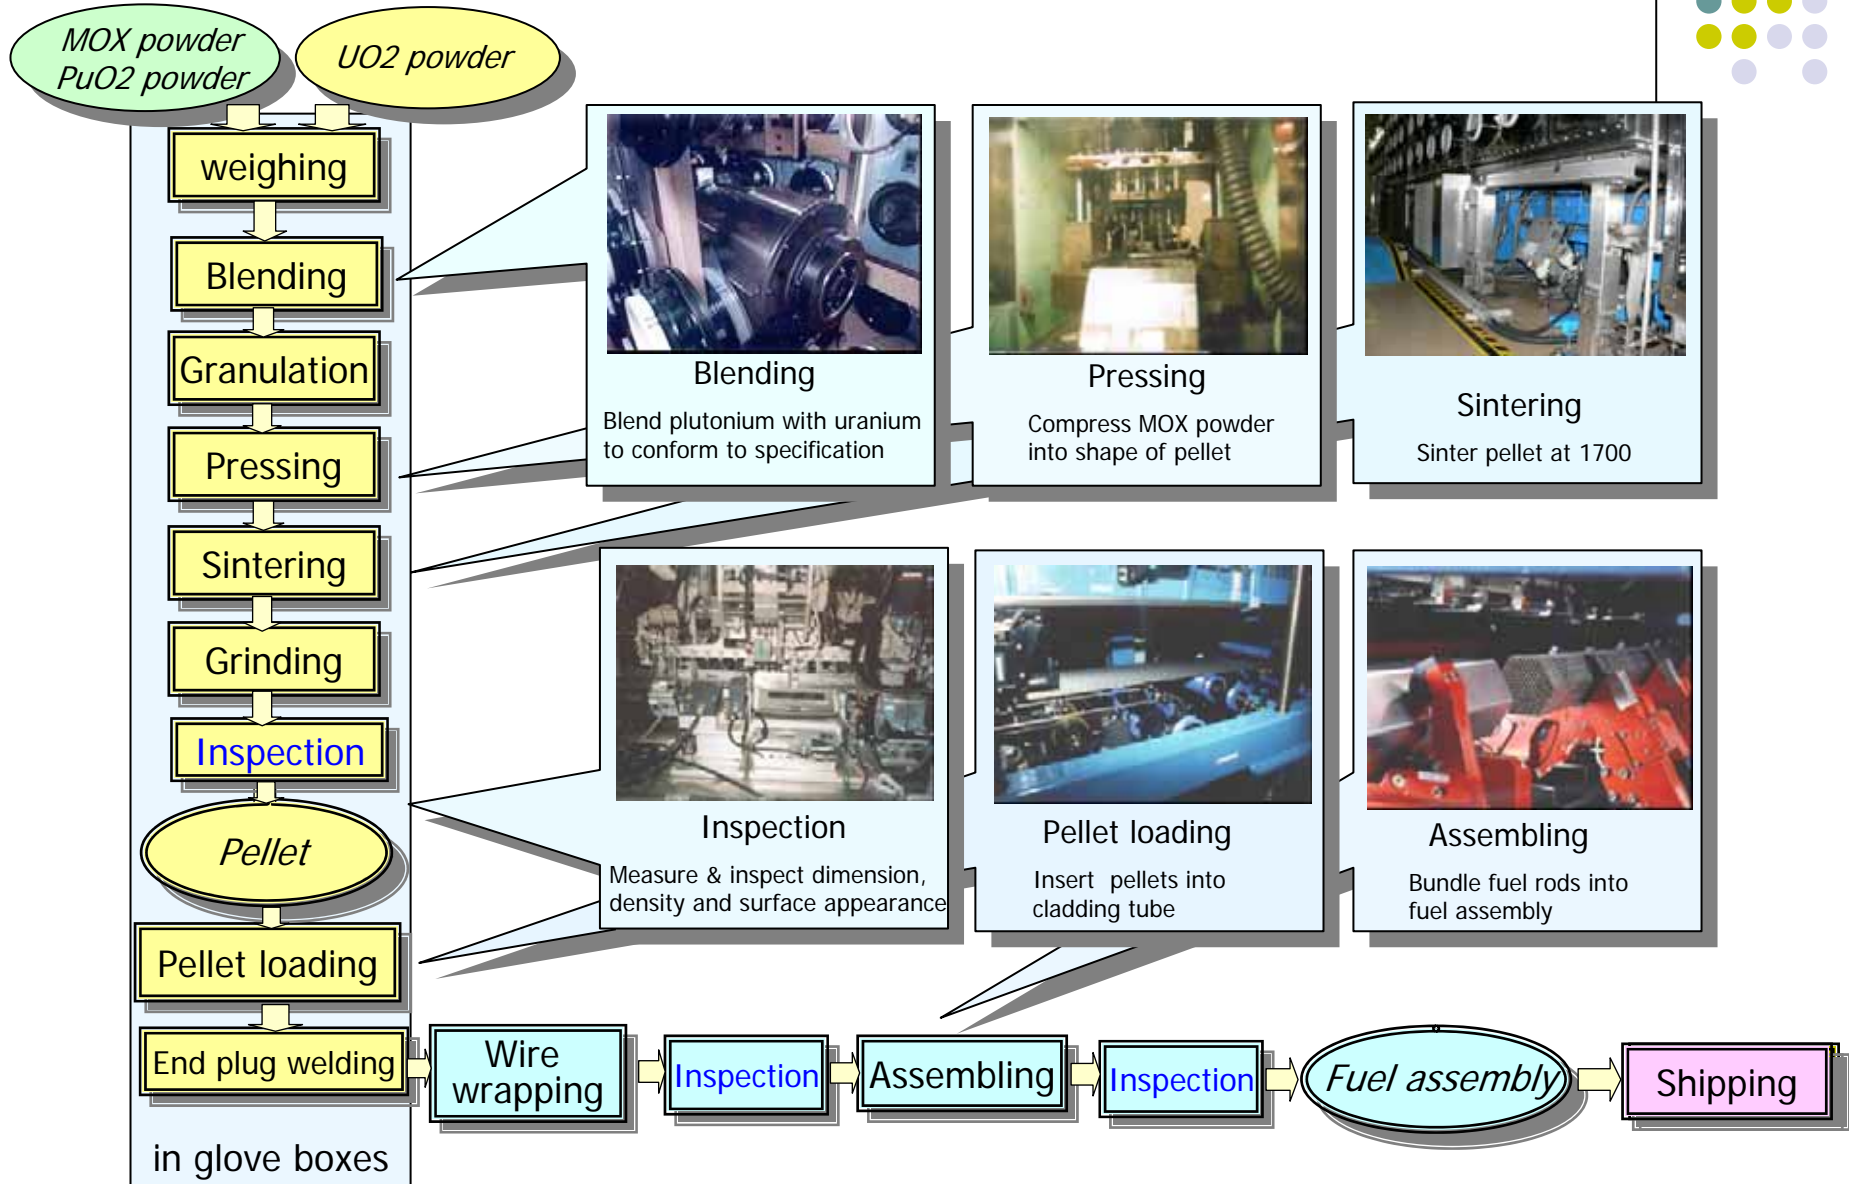 MOX powder
PuO2 powder
UO2 powder
weighing
Blending
Granulation
Pressing
Sintering
Grinding
Inspection
Pellet
Pellet loading
End plug welding
in glove boxes
Blending
Blend plutonium with uranium
to conform to specification
Pressing
Compress MOX powder
into shape of pellet
Sintering
Sinter pellet at 1700
Inspection
Measure & inspect dimension,
density and surface appearance
Pellet loading
Insert pellets into
cladding tube
Assembling
Bundle fuel rods into
fuel assembly
Wire
wrapping
Inspection
Assembling
Inspection
Fuel assembly
Shipping